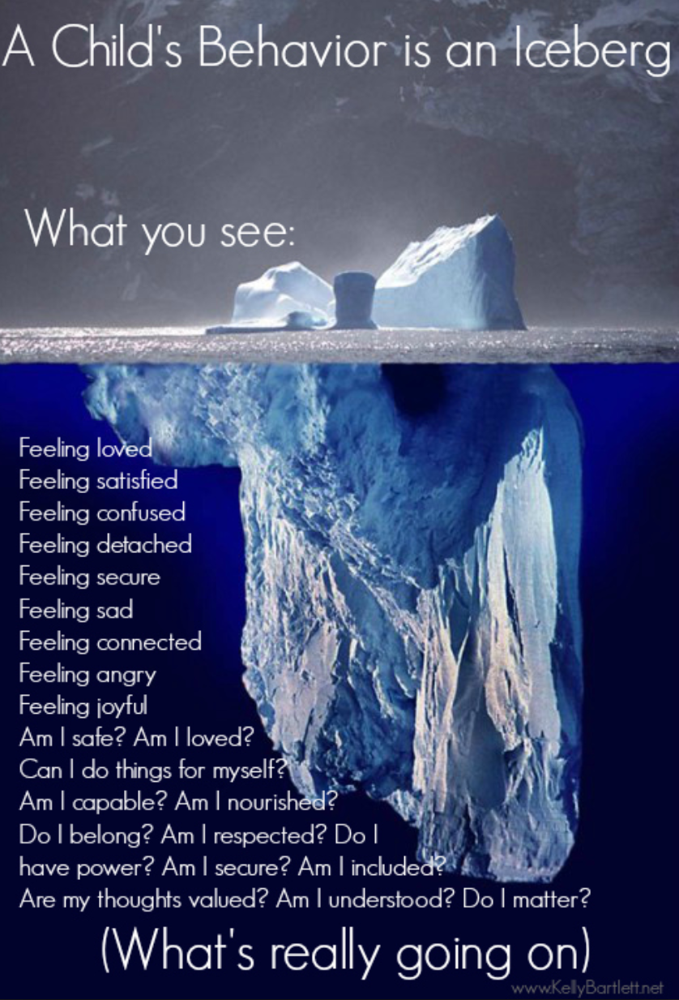 A Child's Behavior is an Iceberg
What you see:
Feeling loved
Feeling satisfied
Feeling confused
Feeling detached
Feeling secure
Feeling sad
Feeling connected
Feeling angry
Feeling joyful
Am I safe? Am I loved?
Can I do things for myself?
Am I capable? Am I nourished?
Do I belong? Am I respected? Do I
have power? Am I secure? Am I included?
Are my thoughts valued? Am I understood? Do I matter?
(What's really going on)
www.KellyBartlett.net